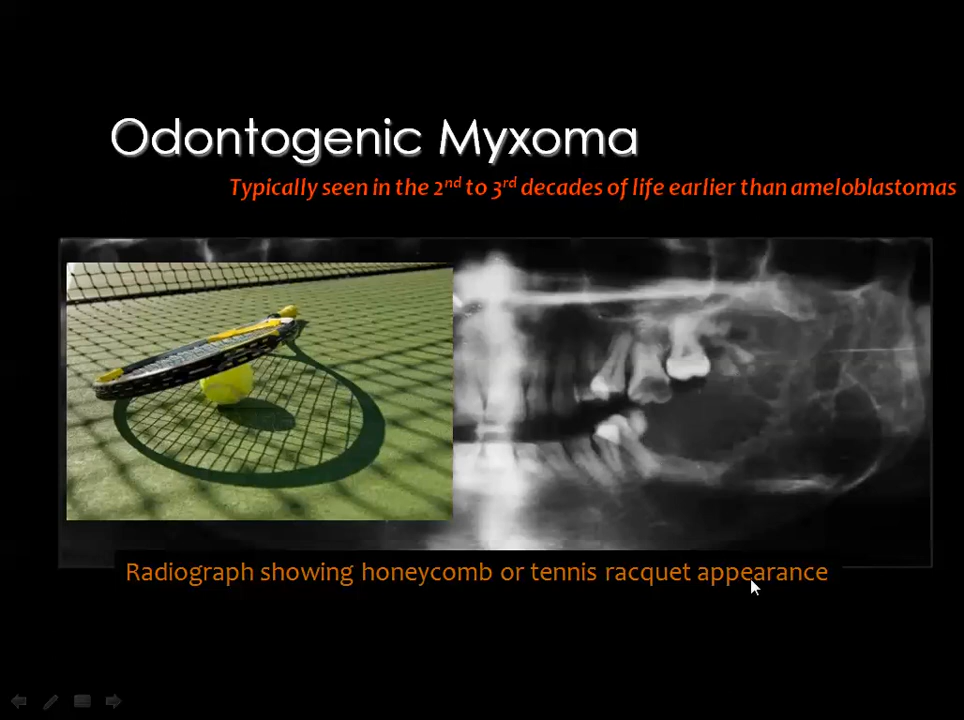 Odontogenic Myxoma
Typically seen in the 2nd to 3rd decades of life earlier than ameloblastomas
Radiograph showing honeycomb or tennis racquet appearance